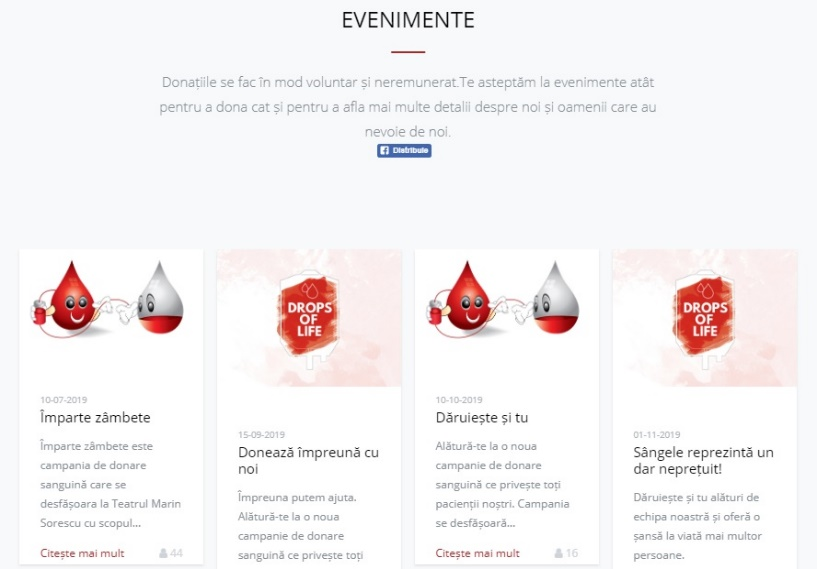 EVENIMENTE
Donațiile se fac în mod voluntar și neremunerat.Te asteptăm la evenimente atât
pentru a dona cat și pentru a afla mai multe detalii despre noi și oamenii care au
nevoie de noi.
Distribuie
10-07-2019
Împarte zâmbete
Împarte zâmbete este
campania de donare
sanguină care se
desfășoara la Teatrul Marin
Sorescu cu scopul...
Citește mai mult 44
DROPS
OF
LIFE
15-09-2019
Donează împreună cu
noi
Împreuna putem ajuta.
Alătură-te la o noua
campanie de donare
sanguină ce privește toți
10-10-2019
Dăruiește și tu
Alătură-te la o noua
campanie de donare
sanguină ce privește toți
pacienții noștri. Campania
se desfășoară...
Citește mai mult 16
DROPS
OF
LIFE
01-11-2019
Sângele reprezintă un
dar neprețuit!
Dăruiește și tu alături de
echipa noastră și oferă o
șansă la viată mai multor
persoane.